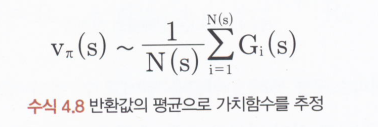 v_π(s) ~ 1/N(s) ∑_{i=1}^{N(s)} G_i(s)
수식 4.8 반환값의 평균으로 가치함수를 추정